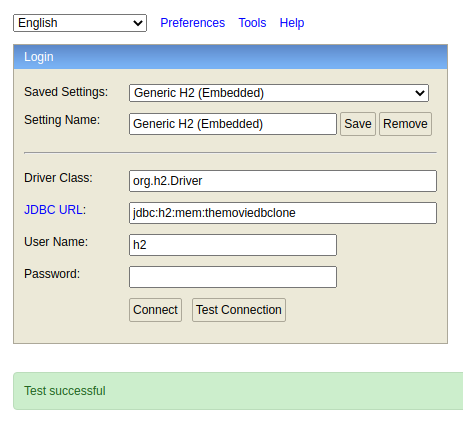 English Preferences Tools Help
Login
Saved Settings: Generic H2 (Embedded)
Setting Name: Generic H2 (Embedded) Save Remove
Driver Class: org.h2.Driver
JDBC URL: jdbc:h2:mem:themoviedbclone
User Name: h2
Password:
Connect Test Connection
Test successful